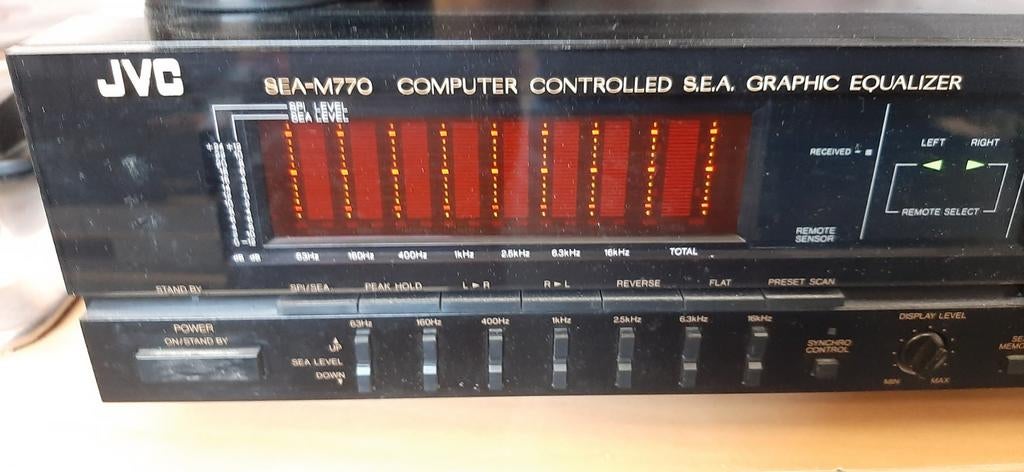 JVC
SEA-M770 COMPUTER CONTROLLED S.E.A. GRAPHIC EQUALIZER
SPI LEVEL
SEA LEVEL
dB dB
63Hz 160Hz 400Hz 1kHz 2.5kHz 6.3kHz 16kHz TOTAL
RECEIVED
REMOTE
SENSOR
LEFT RIGHT
REMOTE SELECT
STAND BY
SPI/SEA PEAK HOLD L ▶ R R ▶ L REVERSE FLAT PRESET SCAN
POWER
ON/STAND BY
UP
SEA LEVEL
DOWN
63Hz 160Hz 400Hz 1kHz 2.5kHz 6.3kHz 16kHz
SYNCHRO
CONTROL
DISPLAY LEVEL
MIN MAX